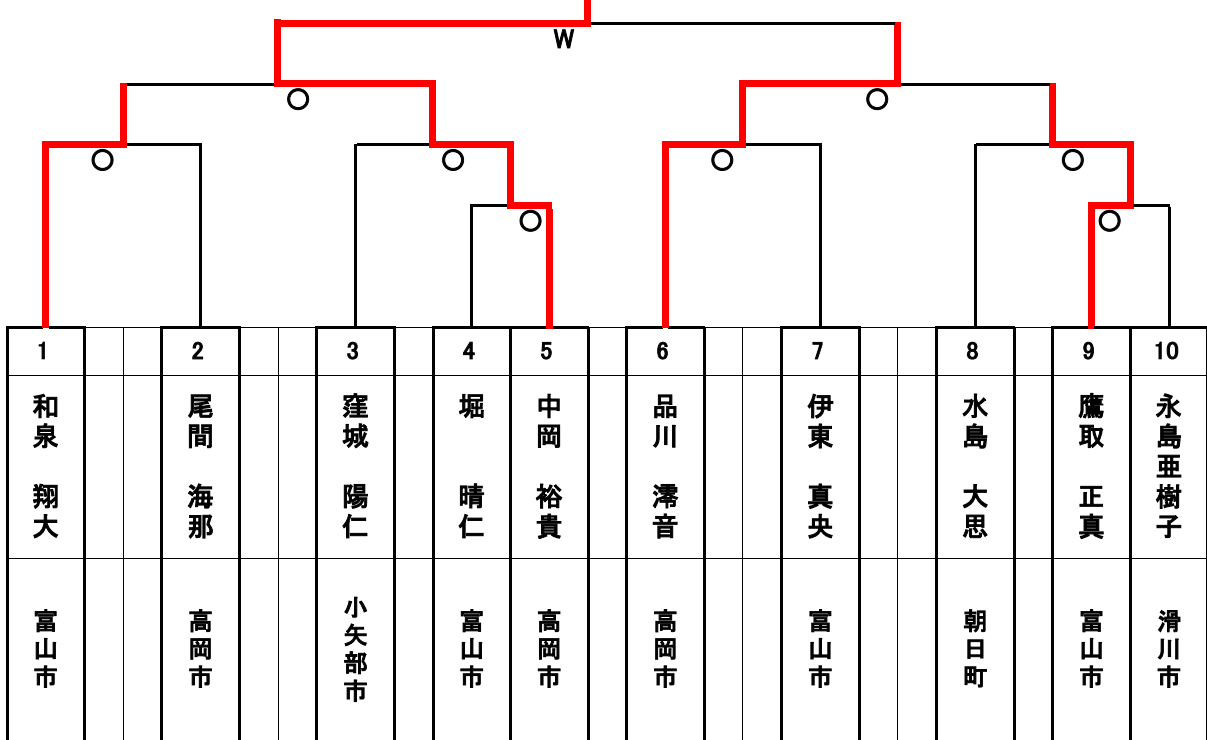 W
○ ○
○ ○ ○ ○
○ ○
1 2 3 4 5 6 7 8 9 10
和泉 翔大
尾間 海那
窪城 陽仁
堀 晴仁
中岡 裕貴
品川 澪音
伊東 真央
水島 大思
鷹取 正真
永島亜樹子
富山市
高岡市
小矢部市
富山市
高岡市
高岡市
富山市
朝日町
富山市
滑川市